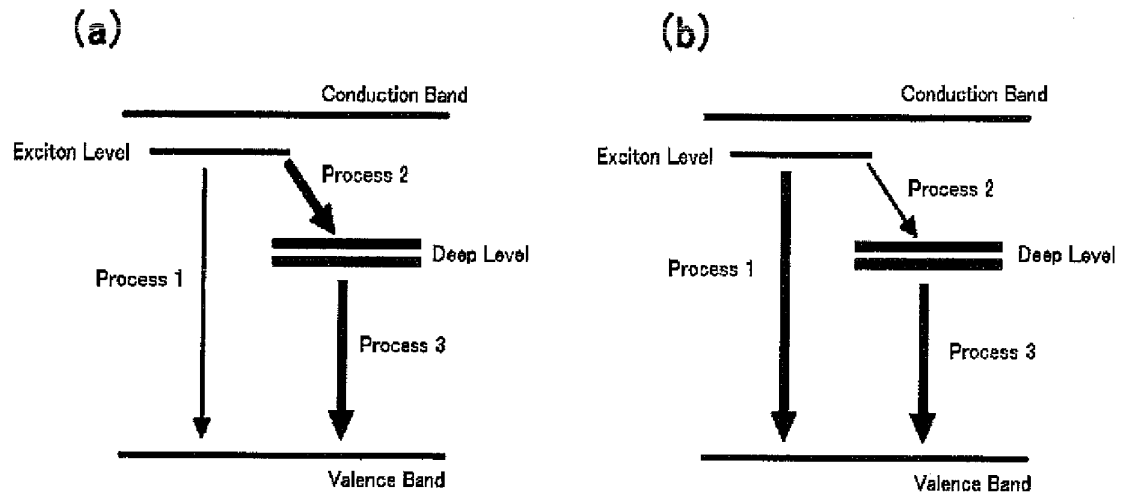 (a)
Conduction Band
Exciton Level
Process 2
Deep Level
Process 1
Process 3
Valence Band
(b)
Conduction Band
Exciton Level
Process 2
Deep Level
Process 1
Process 3
Valence Band